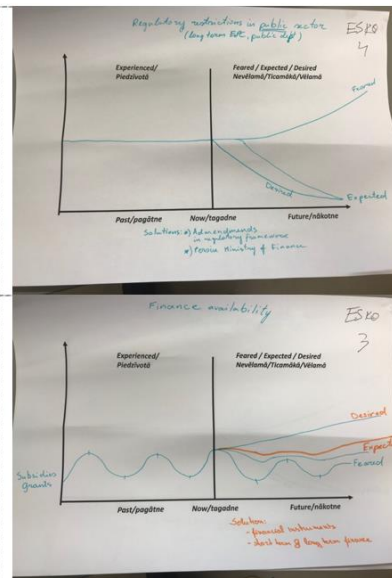 Regulatory restrictions in public sector
(long term EPC, public dept)
ESKO
4
Experienced/
Piedzīvotā
Feared / Expected / Desired
Nevēlamā/Ticamākā/Vēlamā
Feared
Desired
Expected
Past/pagātne
Now/tagadne
Future/nākotne
Solutions: *) Admendments
in regulatory framework
*) Ministry of Finance
Finance availability
ESKO
3
Experienced/
Piedzīvotā
Feared / Expected / Desired
Nevēlamā/Ticamākā/Vēlamā
Desired
Expect
Feared
Subsidies
grants
Past/pagātne
Now/tagadne
Future/nākotne
Solution:
- financial instruments
- short term & long term finance